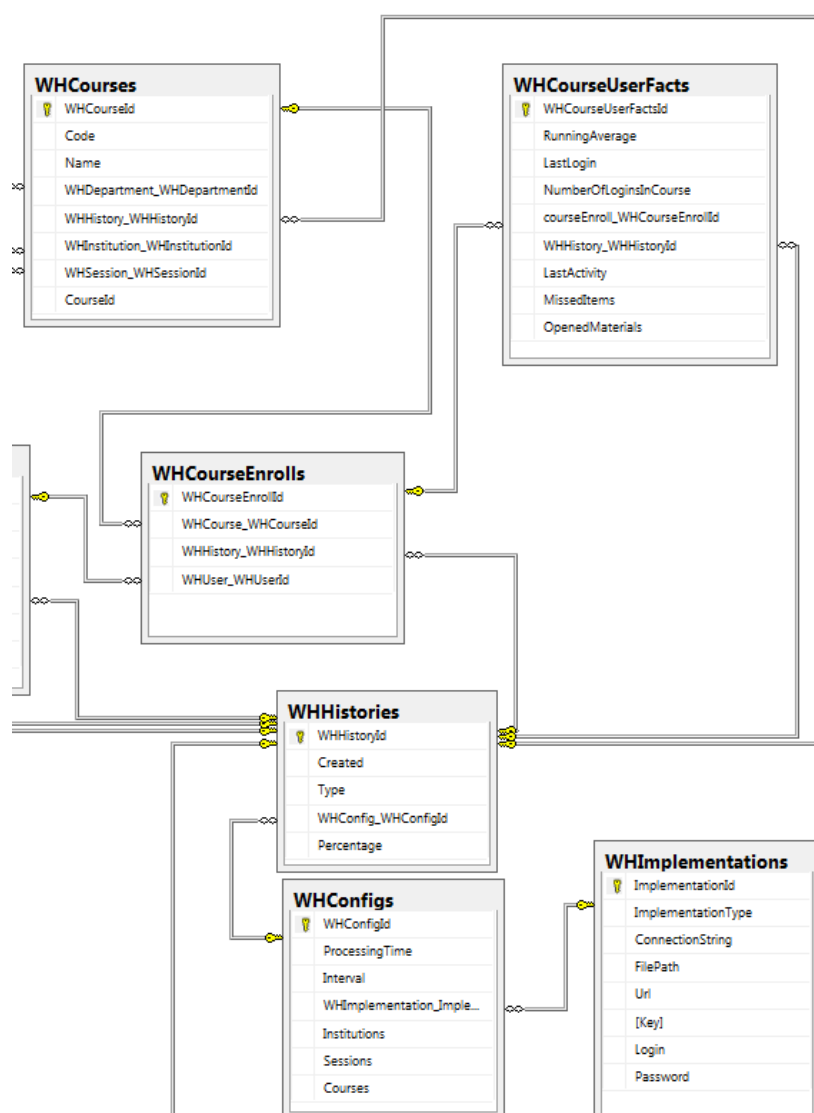 WHCourses
WHCourseId
Code
Name
WHDepartment_WHDepartmentId
WHHistory_WHHistoryId
WHInstitution_WHInstitutionId
WHSession_WHSessionId
CourseId
WHCourseUserFacts
WHCourseUserFactsId
RunningAverage
LastLogin
NumberOfLoginsInCourse
courseEnroll_WHCourseEnrollId
WHHistory_WHHistoryId
LastActivity
MissedItems
OpenedMaterials
WHCourseEnrolls
WHCourseEnrollId
WHCourse_WHCourseId
WHHistory_WHHistoryId
WHUser_WHUserId
WHHistories
WHHistoryId
Created
Type
WHConfig_WHConfigId
Percentage
WHConfigs
WHConfigId
ProcessingTime
Interval
WHImplementation_Imple...
Institutions
Sessions
Courses
WHImplementations
ImplementationId
ImplementationType
ConnectionString
FilePath
Url
[Key]
Login
Password